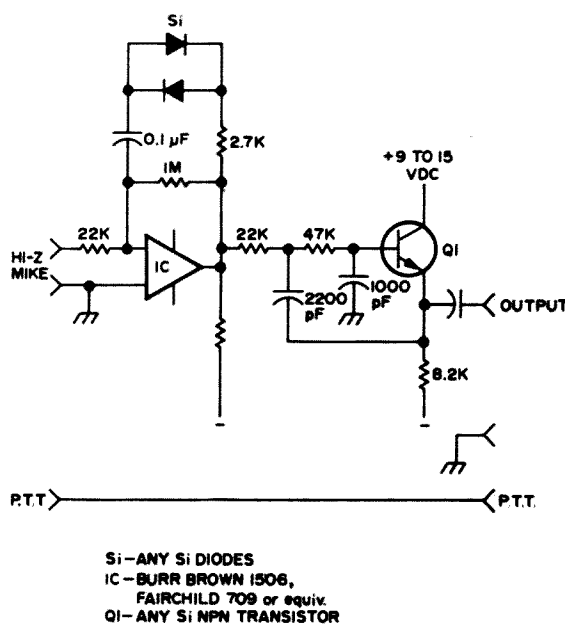 Si
0.1 µF
2.7K
1M
+9 TO 15
VDC
22K
22K
47K
Q1
HI-Z
MIKE
IC
2200
pF
1000
pF
OUTPUT
8.2K
–
–
P.T.T
P.T.T.
Si–ANY Si DIODES
IC–BURR BROWN 1506,
FAIRCHILD 709 or equiv.
Q1–ANY Si NPN TRANSISTOR